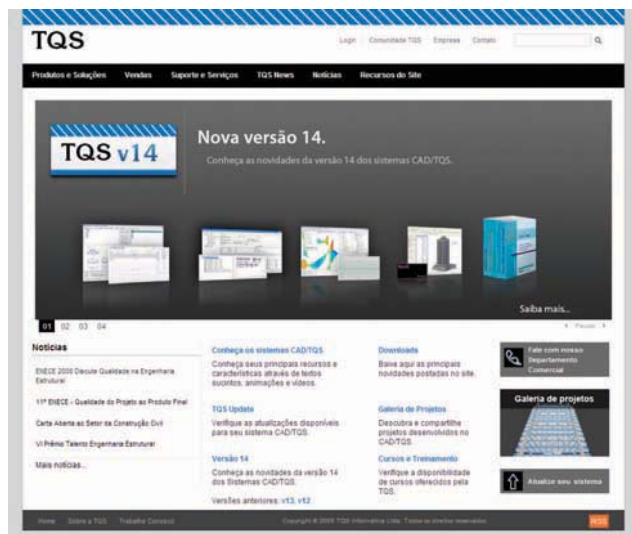 TQS
Login Comunidade TQS Empresa Contato
Produtos e Soluções Vendas Suporte e Serviços TQS News Notícias Recursos do Site
TQS v14
Nova versão 14.
Conheça as novidades da versão 14 dos sistemas CAD/TQS.
Saiba mais...
01 02 03 04
Pausar
Notícias
ENECE 2008 Discute Qualidade na Engenharia
Estrutural
11º ENECE - Qualidade do Projeto ao Produto Final
Carta Aberta ao Setor da Construção Civil
VI Prêmio Talento Engenharia Estrutural
Mais notícias...
Conheça os sistemas CAD/TQS
Conheça seus principais recursos e
características através de textos
sucintos, animações e vídeos.
TQS Update
Verifique as atualizações disponíveis
para seu sistema CAD/TQS.
Versão 14
Conheça as novidades da versão 14
dos Sistemas CAD/TQS.
Versões anteriores: v13, v12
Downloads
Baixe aqui as principais
novidades postadas no site.
Galeria de Projetos
Descubra e compartilhe
projetos desenvolvidos no
CAD/TQS.
Cursos e Treinamento
Verifique a disponibilidade
de cursos oferecidos pela
TQS.
Fale com nosso
Departamento
Comercial
Galeria de projetos
Atualize seu sistema
Home Sobre a TQS Trabalhe Conosco
Copyright © 2009 TQS Informática Ltda. Todos os direitos reservados.
RSS